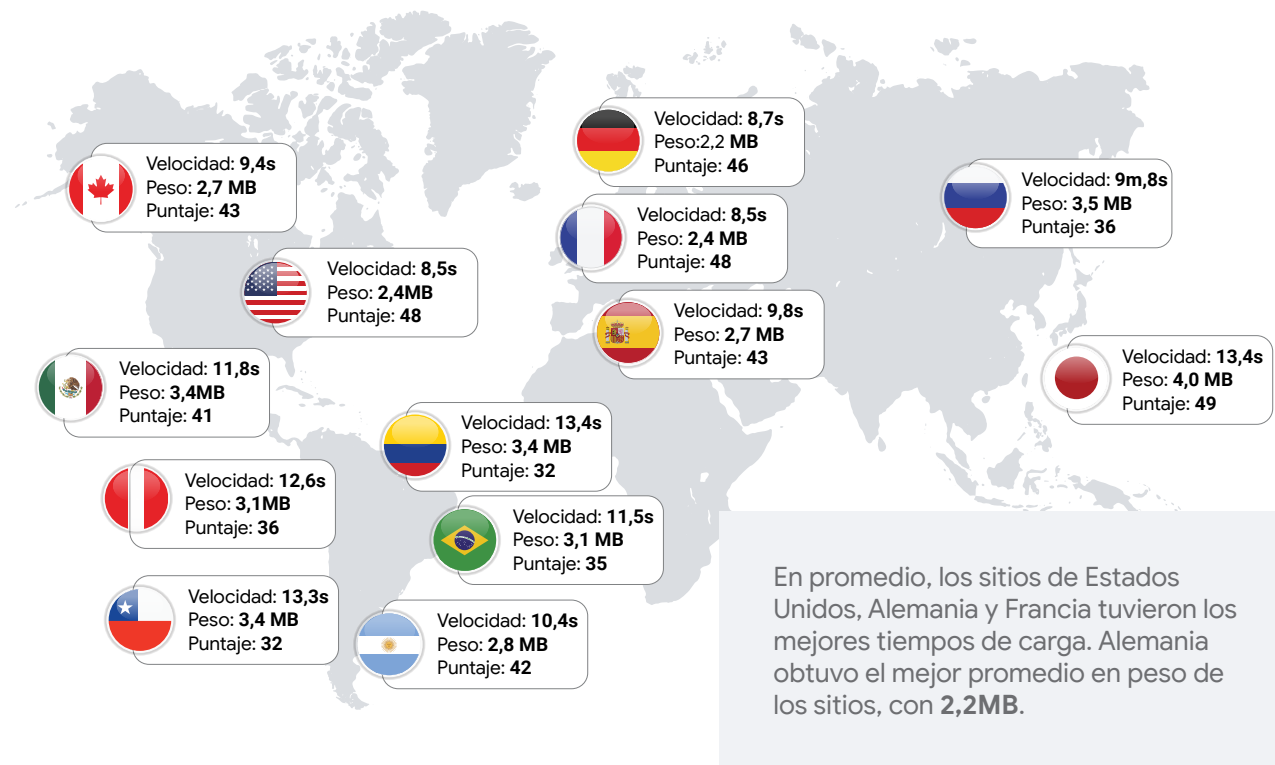 Velocidad: 9,4s
Peso: 2,7 MB
Puntaje: 43
Velocidad: 8,5s
Peso: 2,4MB
Puntaje: 48
Velocidad: 11,8s
Peso: 3,4MB
Puntaje: 41
Velocidad: 12,6s
Peso: 3,1MB
Puntaje: 36
Velocidad: 13,3s
Peso: 3,4 MB
Puntaje: 32
Velocidad: 13,4s
Peso: 3,4 MB
Puntaje: 32
Velocidad: 11,5s
Peso: 3,1 MB
Puntaje: 35
Velocidad: 10,4s
Peso: 2,8 MB
Puntaje: 42
Velocidad: 8,7s
Peso:2,2 MB
Puntaje: 46
Velocidad: 8,5s
Peso: 2,4 MB
Puntaje: 48
Velocidad: 9,8s
Peso: 2,7 MB
Puntaje: 43
Velocidad: 9m,8s
Peso: 3,5 MB
Puntaje: 36
Velocidad: 13,4s
Peso: 4,0 MB
Puntaje: 49
En promedio, los sitios de Estados
Unidos, Alemania y Francia tuvieron los
mejores tiempos de carga. Alemania
obtuvo el mejor promedio en peso de
los sitios, con 2,2MB.